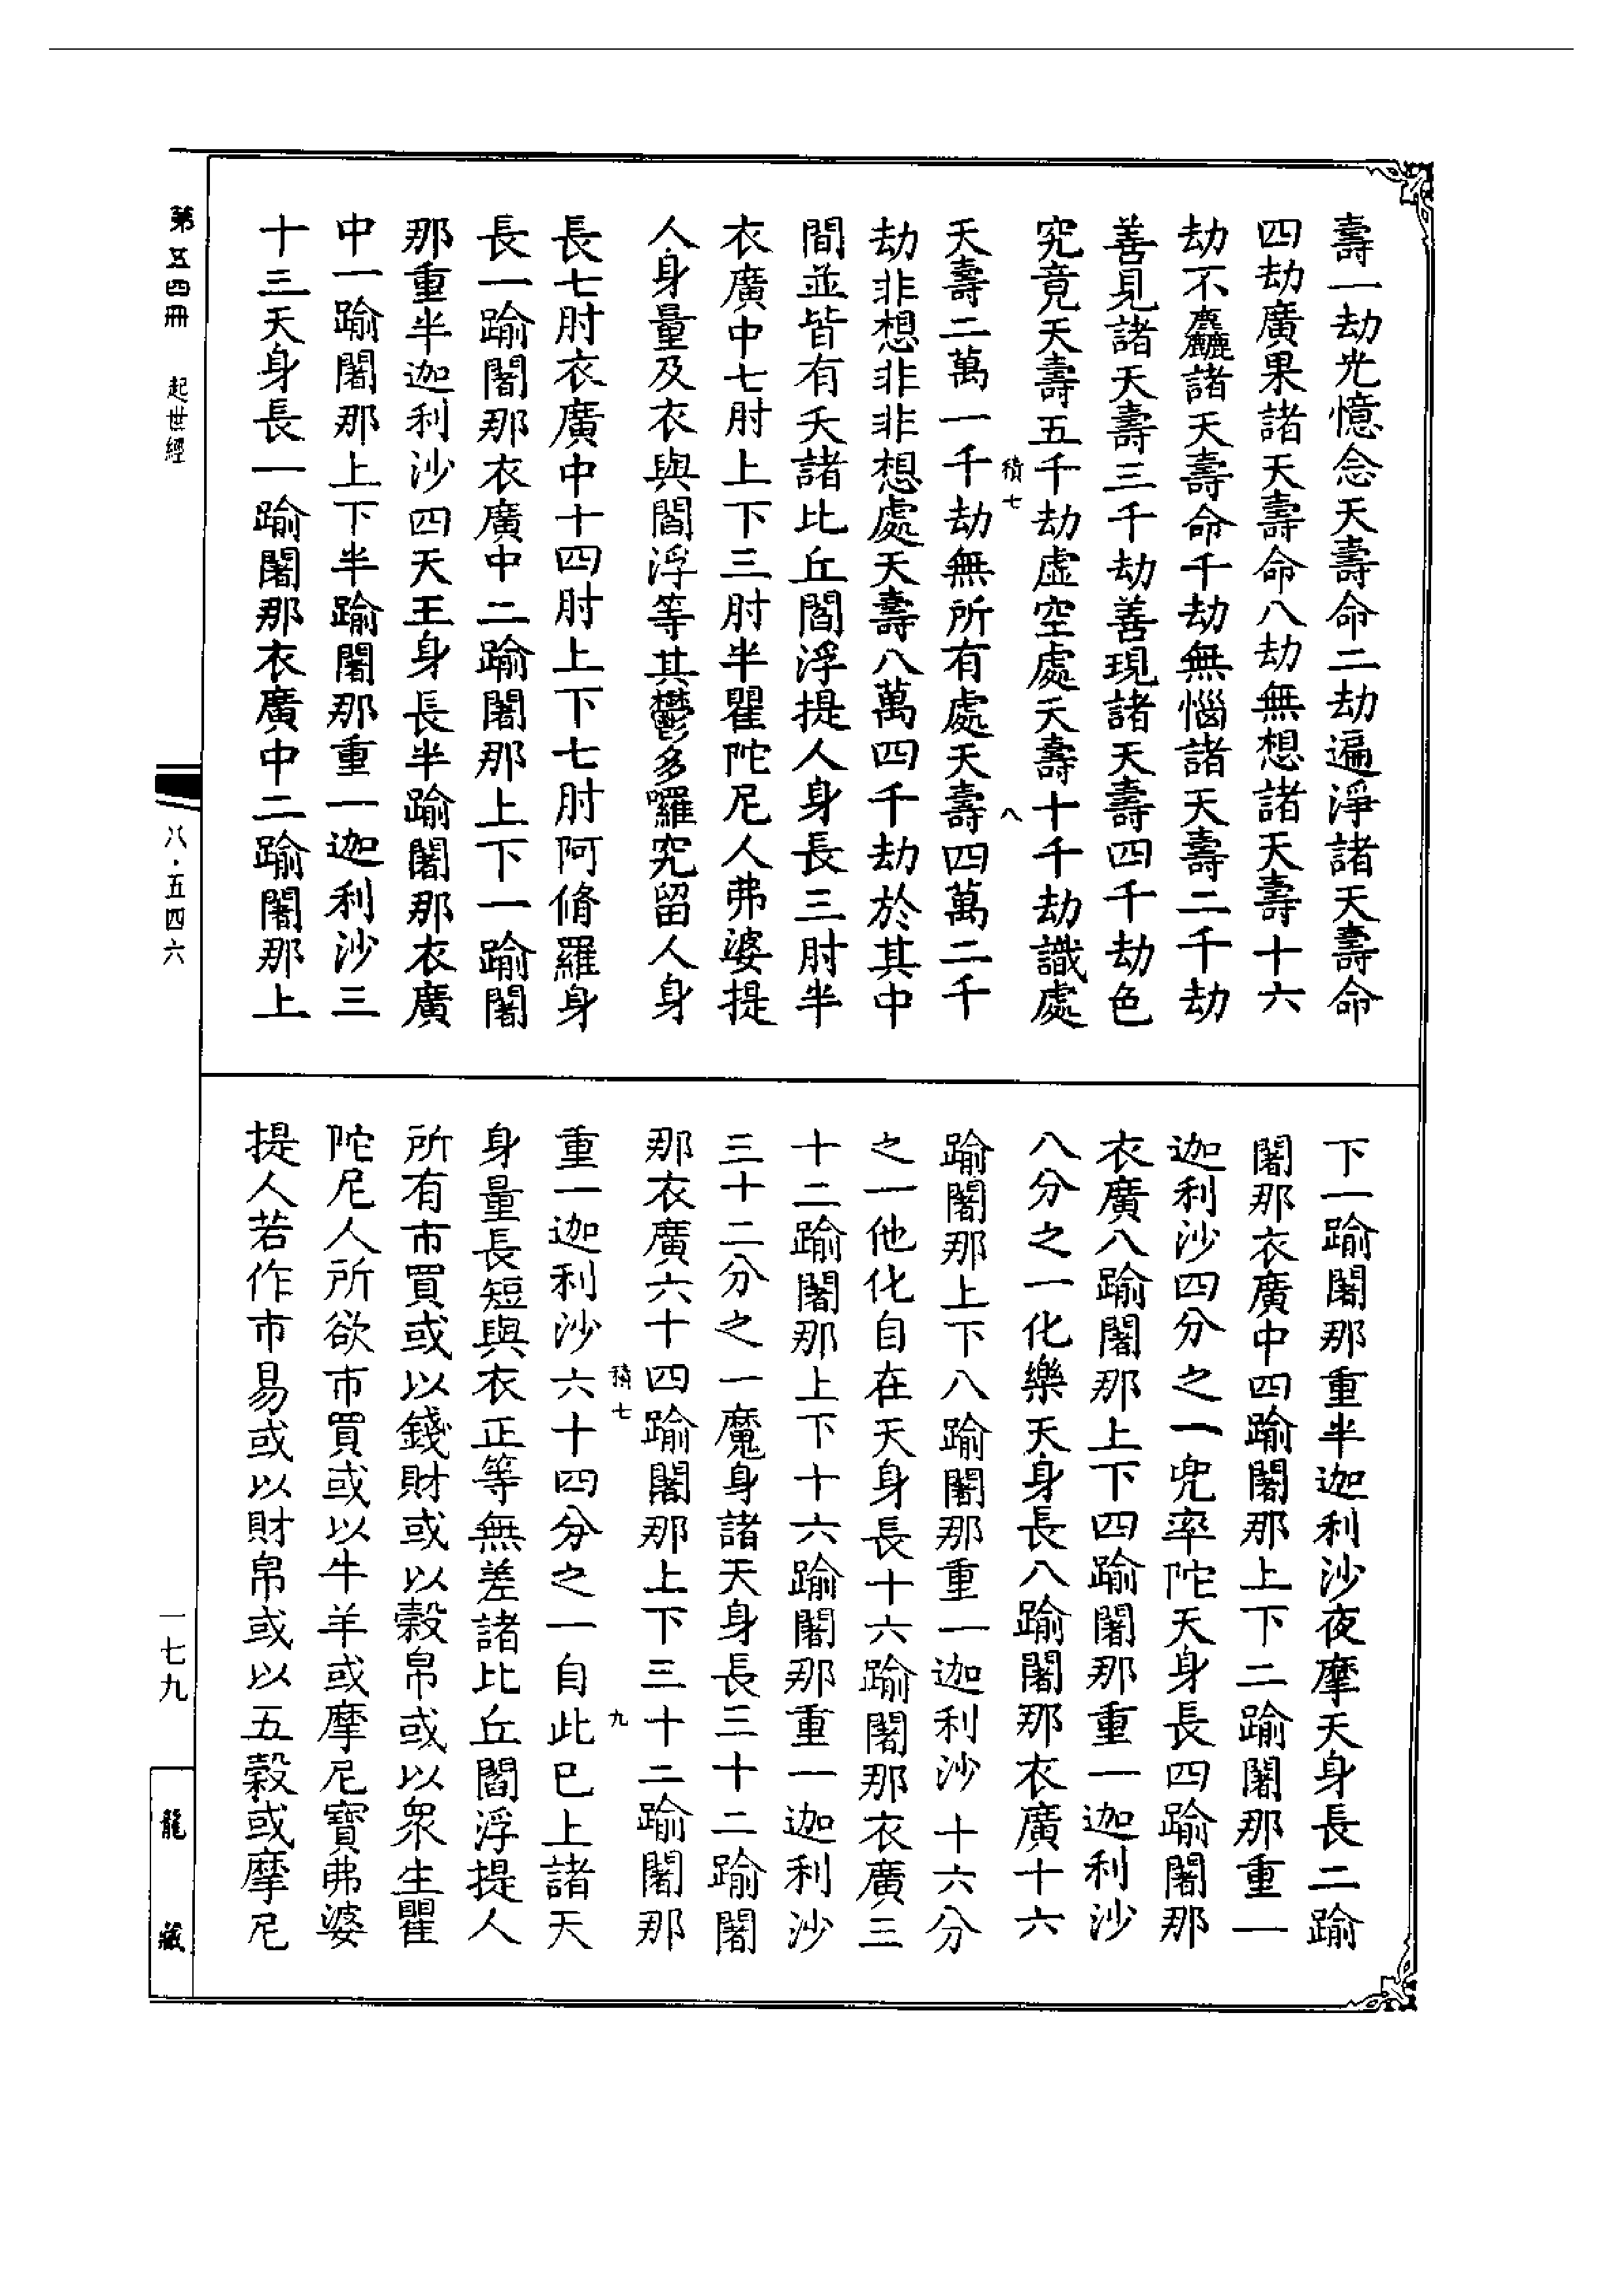 壽一劫光憶念天壽命二劫遍淨諸天壽命
四劫廣果諸天壽命八劫無想諸天壽十六
劫不麤諸天壽命千劫無惱諸天壽二千劫
善見諸天壽三千劫善現諸天壽四千劫色
究竟天壽五千劫虛空處天壽十千劫識處
積七 八
天壽二萬一千劫無所有處天壽四萬二千
劫非想非非想處天壽八萬四千劫於其中
間並皆有夭諸比丘閻浮提人身長三肘半
衣廣中七肘上下三肘半瞿陀尼人弗婆提
人身量及衣與閻浮等其鬱多囉究留人身
長七肘衣廣中十四肘上下七肘阿脩羅身
長一踰闍那衣廣中二踰闍那上下一踰闍
那重半迦利沙四天王身長半踰闍那衣廣
中一踰闍那上下半踰闍那重一迦利沙三
十三天身長一踰闍那衣廣中二踰闍那上
下一踰闍那重半迦利沙夜摩天身長二踰
闍那衣廣中四踰闍那上下二踰闍那重一
迦利沙四分之一兜率陀天身長四踰闍那
衣廣八踰闍那上下四踰闍那重一迦利沙
八分之一化樂天身長八踰闍那衣廣十六
踰闍那上下八踰闍那重一迦利沙十六分
之一他化自在天身長十六踰闍那衣廣三
十二踰闍那上下十六踰闍那重一迦利沙
三十二分之一魔身諸天身長三十二踰闍
那衣廣六十四踰闍那上下三十二踰闍那
積七 九
重一迦利沙六十四分之一自此已上諸天
身量長短與衣正等無差諸比丘閻浮提人
所有市買或以錢財或以穀帛或以眾生瞿
陀尼人所欲市買或以牛羊或摩尼寶弗婆
提人若作市易或以財帛或以五穀或摩尼
第五四冊 起世經
八·五四六
一七九
龍藏